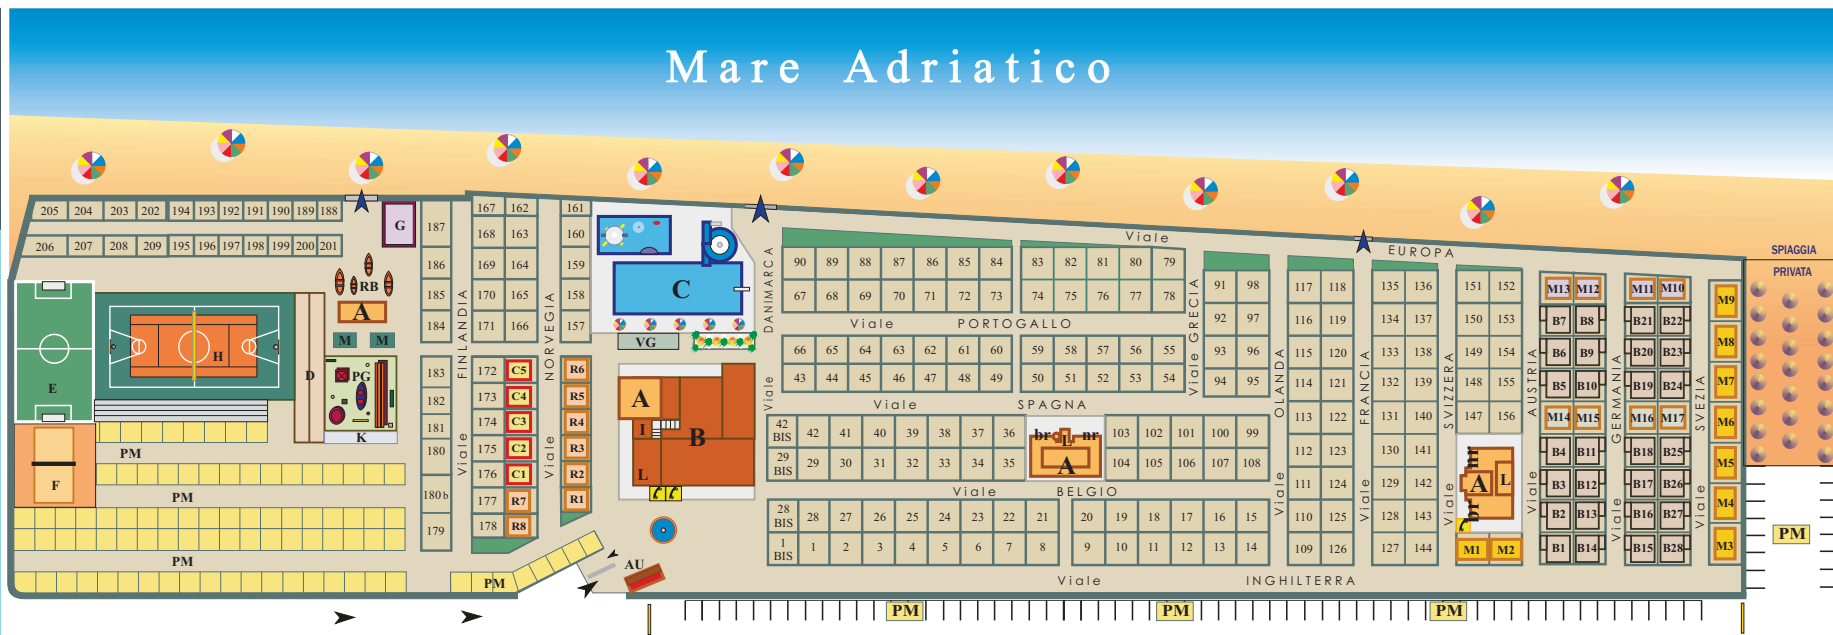 Mare Adriatico
SPIAGGIA
PRIVATA
205 204 203 202 194 193 192 191 190 189 188
206 207 208 209 195 196 197 198 199 200 201
G
RB
A
M M
PG
K
D
H
E
F
PM
PM
PM
PM
187
186
185
184
183
182
181
180
180 b
179
Viale FINLANDIA
167 162
168 163
169 164
170 165
171 166
172 C5
173 C4
174 C3
175 C2
176 C1
177 R7
178 R8
Viale NORVEGIA
161
160
159
158
157
R6
R5
R4
R3
R2
R1
C
VG
A
I
B
L
AU
Viale DANIMARCA
Viale EUROPA
90 89 88 87 86 85 84 83 82 81 80 79
67 68 69 70 71 72 73 74 75 76 77 78
Viale PORTOGALLO
66 65 64 63 62 61 60 59 58 57 56 55
43 44 45 46 47 48 49 50 51 52 53 54
Viale SPAGNA
42 BIS 42 41 40 39 38 37 36 br L nr 103 102 101 100 99
29 BIS 29 30 31 32 33 34 35 A 104 105 106 107 108
Viale BELGIO
28 BIS 28 27 26 25 24 23 22 21 20 19 18 17 16 15
1 BIS 1 2 3 4 5 6 7 8 9 10 11 12 13 14
Viale INGHILTERRA
Viale GRECIA
91 98
92 97
93 96
94 95
Viale OLANDA
117 118
116 119
115 120
114 121
113 122
112 123
111 124
110 125
109 126
Viale FRANCIA
135 136
134 137
133 138
132 139
131 140
130 141
129 142
128 143
127 144
Viale SVIZZERA
151 152
150 153
149 154
148 155
147 156
nr
A L
br
M1 M2
Viale AUSTRIA
M13 M12
B7 B8
B6 B9
B5 B10
M14 M15
B4 B11
B3 B12
B2 B13
B1 B14
Viale GERMANIA
M11 M10
B21 B22
B20 B23
B19 B24
M16 M17
B18 B25
B17 B26
B16 B27
B15 B28
Viale SVEZIA
M9
M8
M7
M6
M5
M4
M3
PM
PM PM PM